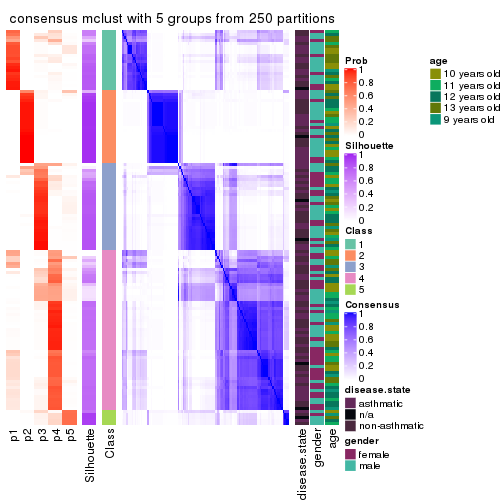 consensus mclust with 5 groups from 250 partitions
Prob
1
0.8
0.6
0.4
0.2
0
Silhouette
1
0.8
0.6
0.4
0.2
0
Class
1
2
3
4
5
Consensus
1
0.8
0.6
0.4
0.2
0
disease.state
asthmatic
n/a
non-asthmatic
gender
female
male
age
10 years old
11 years old
12 years old
13 years old
9 years old
p1
p2
p3
p4
p5
Silhouette
Class
disease.state
gender
age